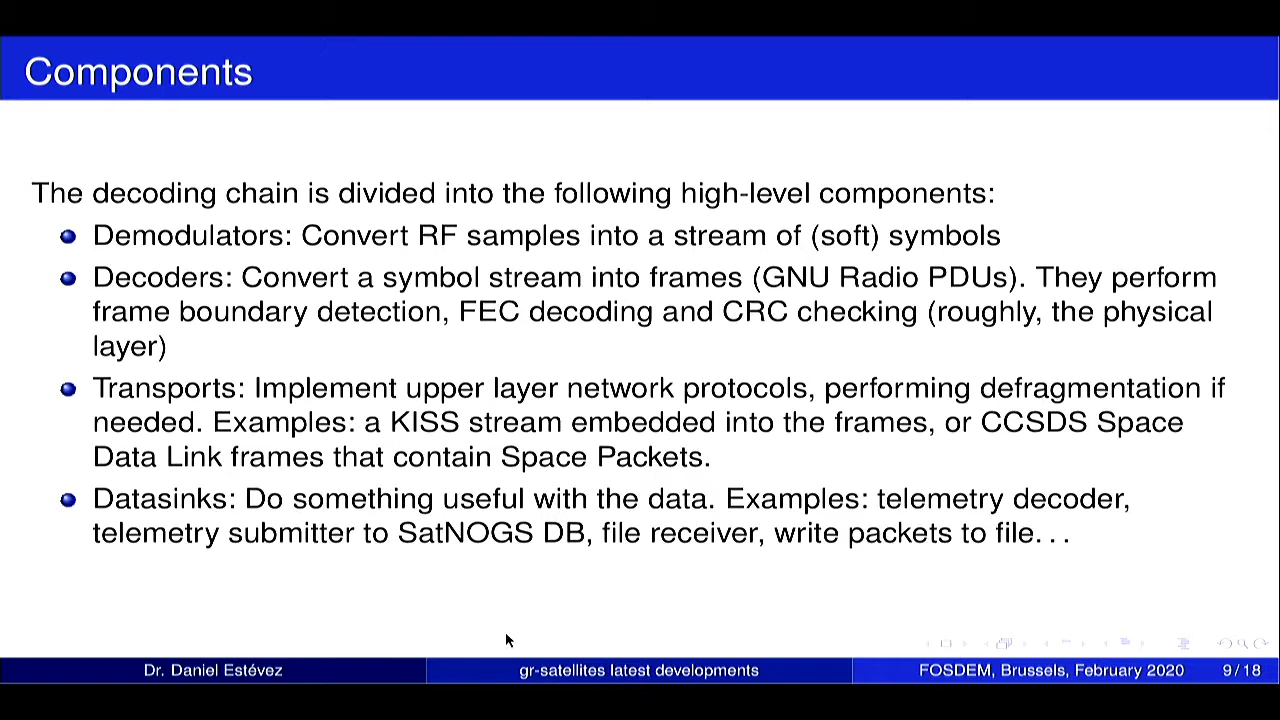 Components
The decoding chain is divided into the following high-level components:
Demodulators: Convert RF samples into a stream of (soft) symbols
Decoders: Convert a symbol stream into frames (GNU Radio PDUs). They perform
frame boundary detection, FEC decoding and CRC checking (roughly, the physical
layer)
Transports: Implement upper layer network protocols, performing defragmentation if
needed. Examples: a KISS stream embedded into the frames, or CCSDS Space
Data Link frames that contain Space Packets.
Datasinks: Do something useful with the data. Examples: telemetry decoder,
telemetry submitter to SatNOGS DB, file receiver, write packets to file...
Dr. Daniel Estévez gr-satellites latest developments FOSDEM, Brussels, February 2020 9/18